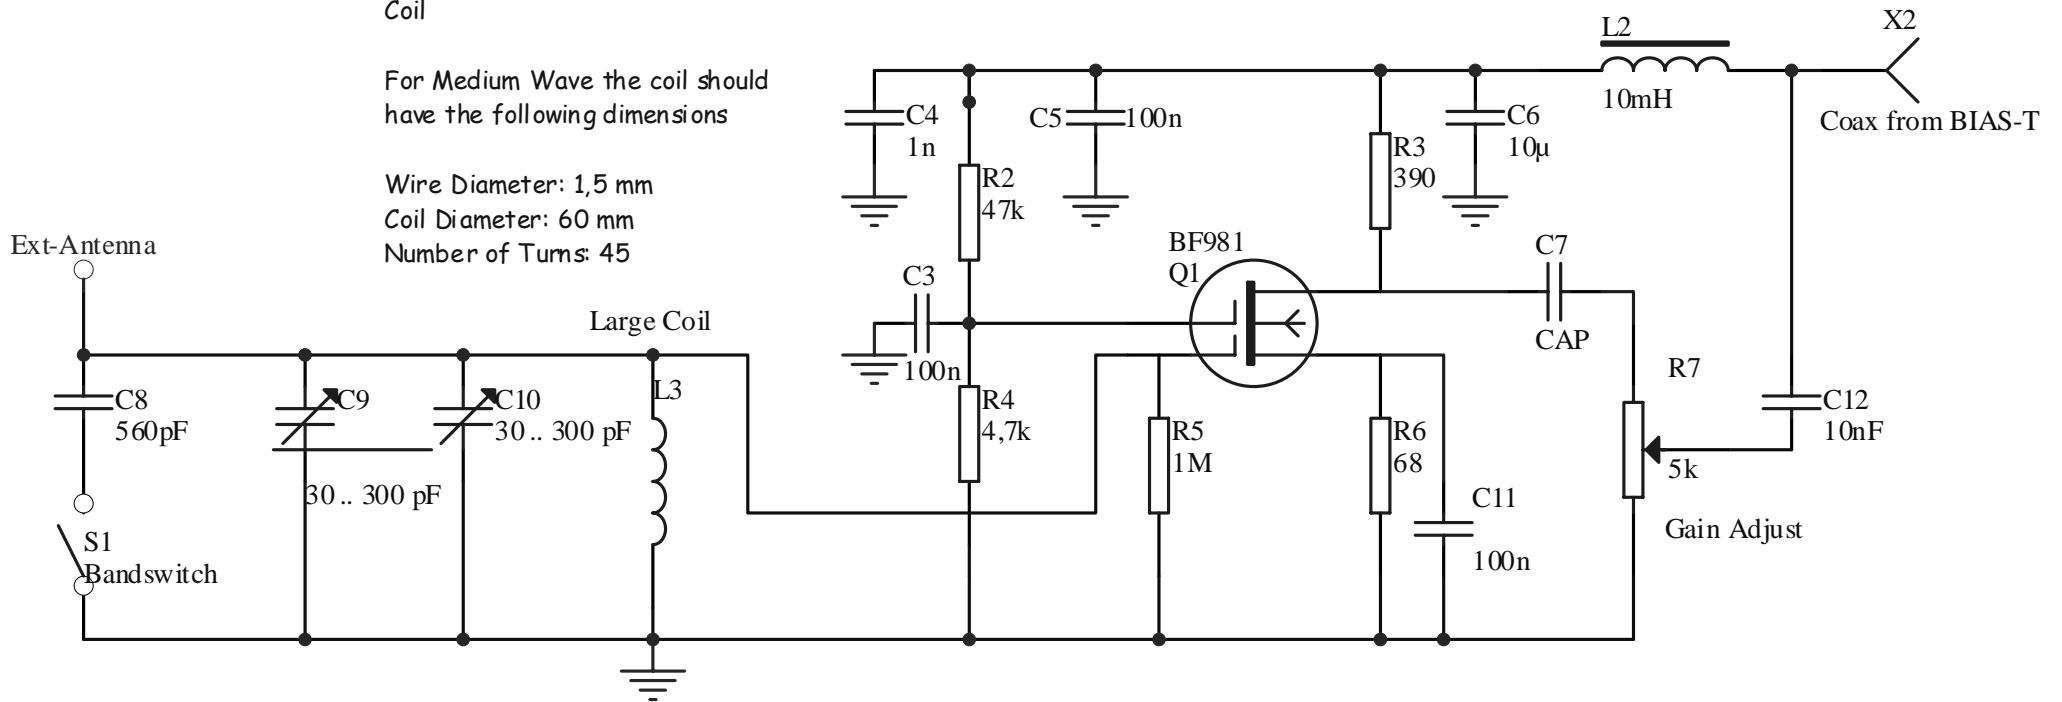 Coil
For Medium Wave the coil should
have the following dimensions
Wire Diameter: 1,5 mm
Coil Diameter: 60 mm
Number of Turns: 45
Ext-Antenna
Large Coil
C8
560pF
S1
Bandswitch
C9
30 .. 300 pF
C10
30 .. 300 pF
L3
C4
1n
R2
47k
C3
100n
R4
4,7k
C5
100n
BF981
Q1
R5
1M
R3
390
R6
68
C11
100n
C6
10µ
C7
CAP
L2
10mH
R7
5k
Gain Adjust
C12
10nF
X2
Coax from BIAS-T